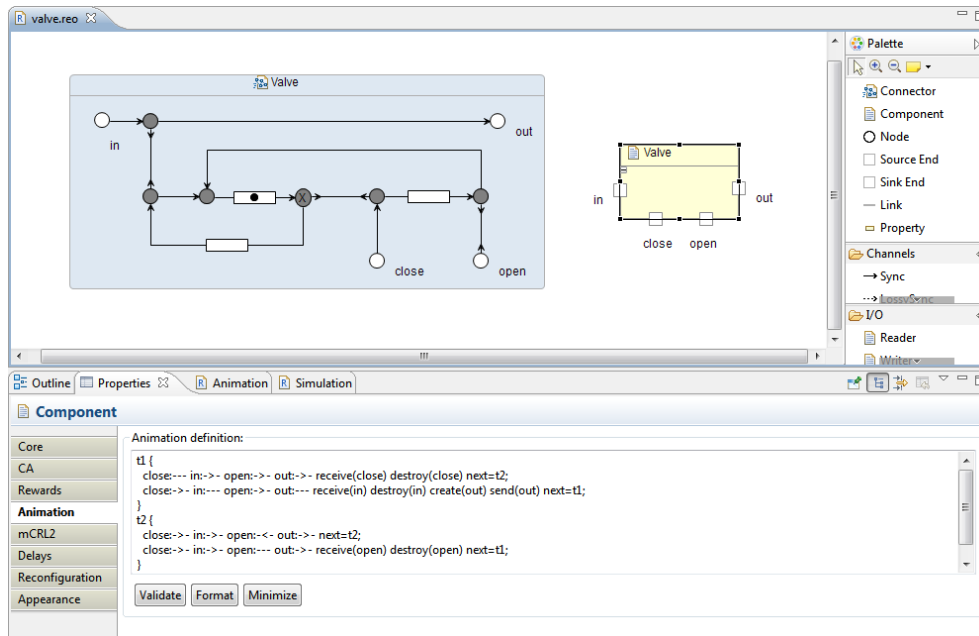 valve.reo
Valve
in
out
close
open
Valve
in
out
close
open
Palette
Connector
Component
Node
Source End
Sink End
Link
Property
Channels
Sync
LossySync
I/O
Reader
Writer
Outline
Properties
Animation
Simulation
Component
Core
CA
Rewards
Animation
mCRL2
Delays
Reconfiguration
Appearance
Animation definition:
t1 {
close:--- in:->- open:->- out:->- receive(close) destroy(close) next=t2;
close:->- in:--- open:->- out:--- receive(in) destroy(in) create(out) send(out) next=t1;
}
t2 {
close:->- in:->- open:-<- out:->- next=t2;
close:->- in:->- open:--- out:->- receive(open) destroy(open) next=t1;
}
Validate
Format
Minimize
X